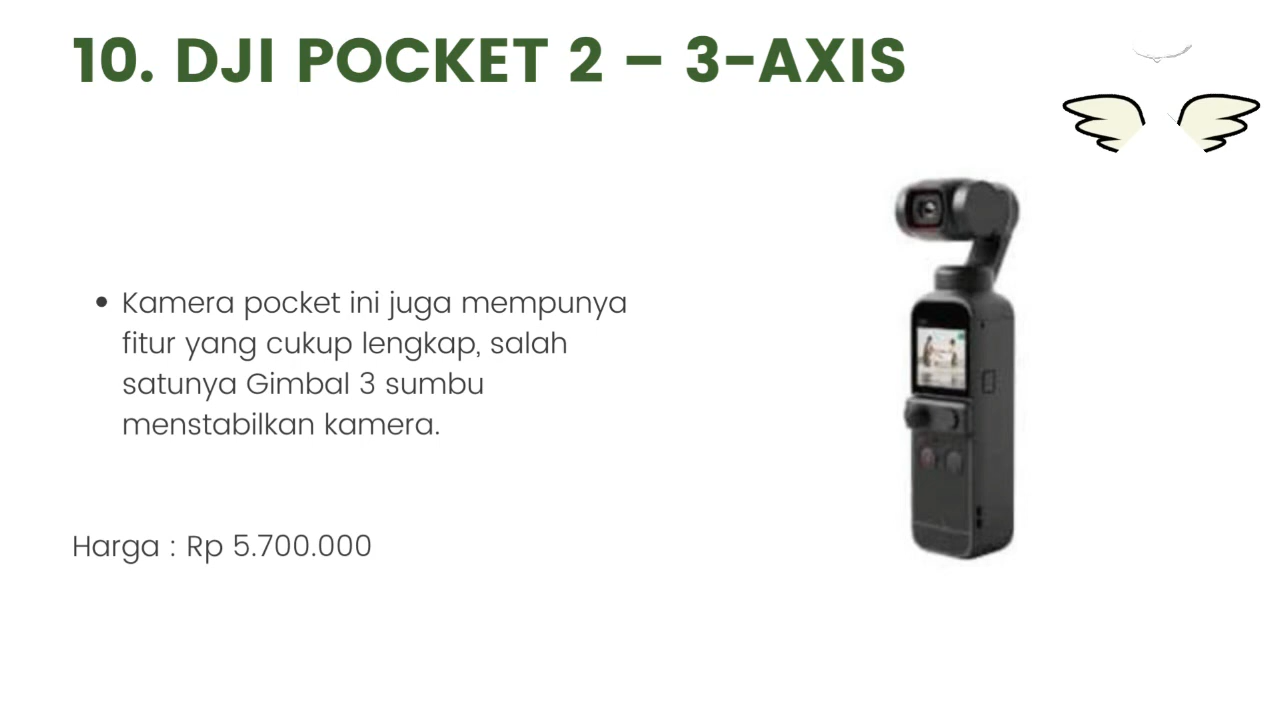 10. DJI POCKET 2 – 3-AXIS
• Kamera pocket ini juga mempunya
fitur yang cukup lengkap, salah
satunya Gimbal 3 sumbu
menstabilkan kamera.
Harga : Rp 5.700.000